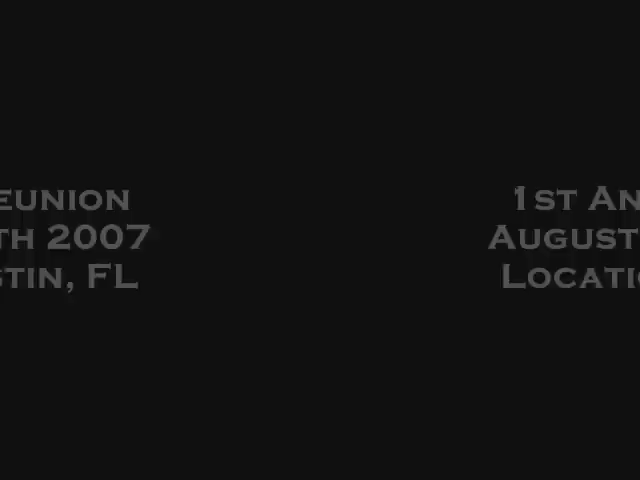 EUNION
TH 2007
STIN, FL
1ST AN
AUGUST
LOCATIO